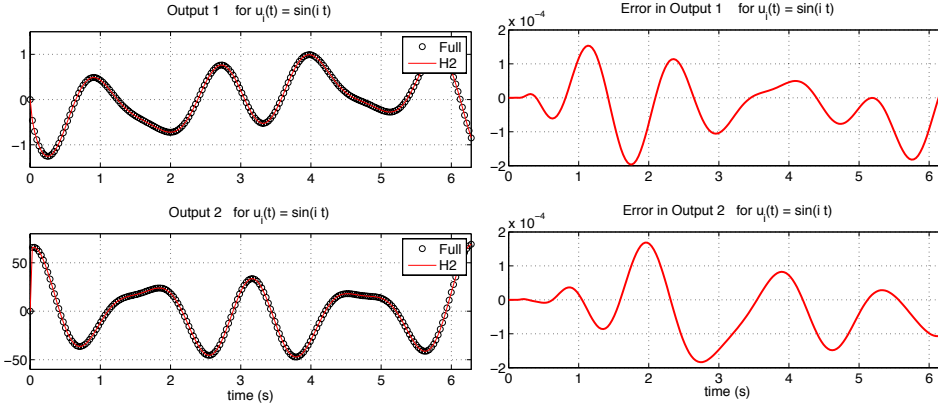 Output 1 for u_i(t) = sin(i t)
1
0
−1
0 1 2 3 4 5 6
Full
H2
Error in Output 1 for u_i(t) = sin(i t)
x 10^-4
2
1
0
−1
−2
0 1 2 3 4 5 6
Output 2 for u_i(t) = sin(i t)
50
0
−50
0 1 2 3 4 5 6
time (s)
Full
H2
Error in Output 2 for u_i(t) = sin(i t)
x 10^-4
2
1
0
−1
−2
0 1 2 3 4 5 6
time (s)